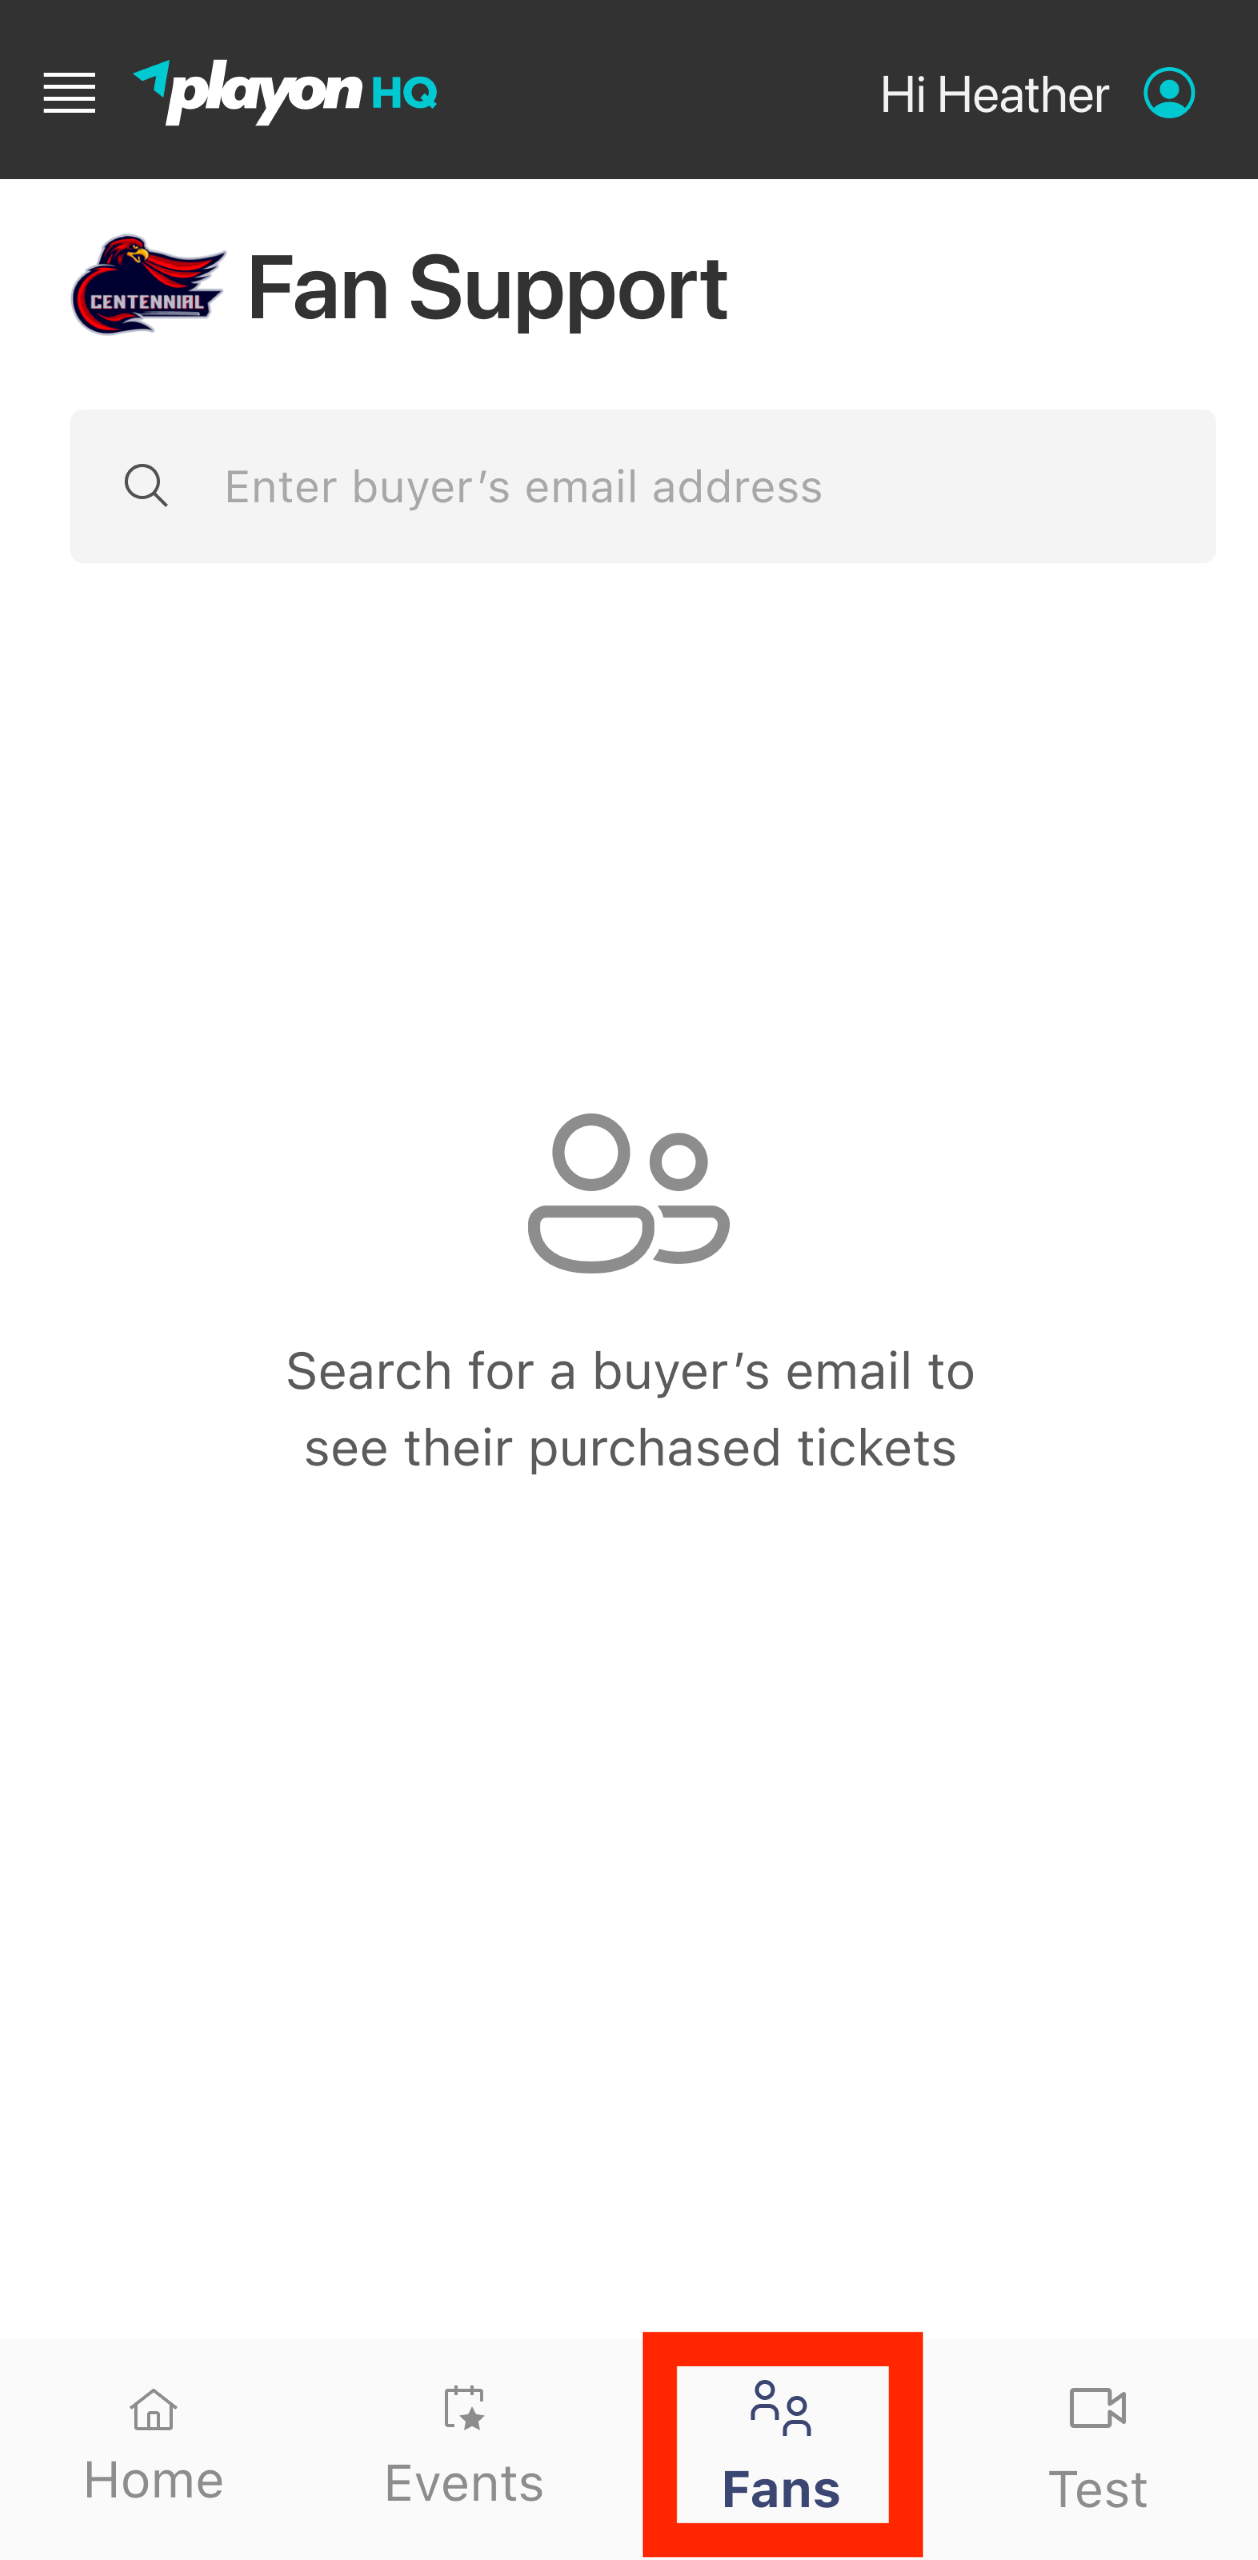 playon HQ
Hi Heather
CENTENNIAL
Fan Support
Enter buyer's email address
Search for a buyer's email to
see their purchased tickets
Home
Events
Fans
Test